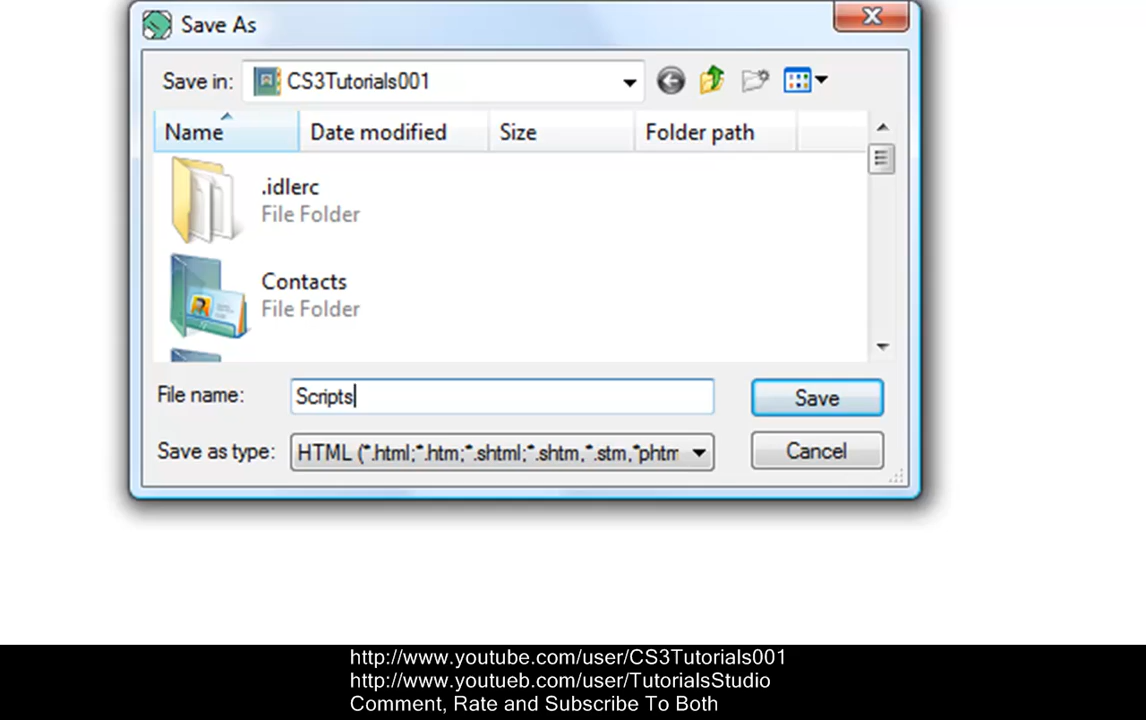 Save As
Save in: CS3Tutorials001
Name Date modified Size Folder path
.idlerc
File Folder
Contacts
File Folder
File name: Scripts Save
Save as type: HTML (*.html;*.htm;*.shtml;*.shtm,*.stm,*phtm Cancel
http://www.youtube.com/user/CS3Tutorials001
http://www.youtueb.com/user/TutorialsStudio
Comment, Rate and Subscribe To Both